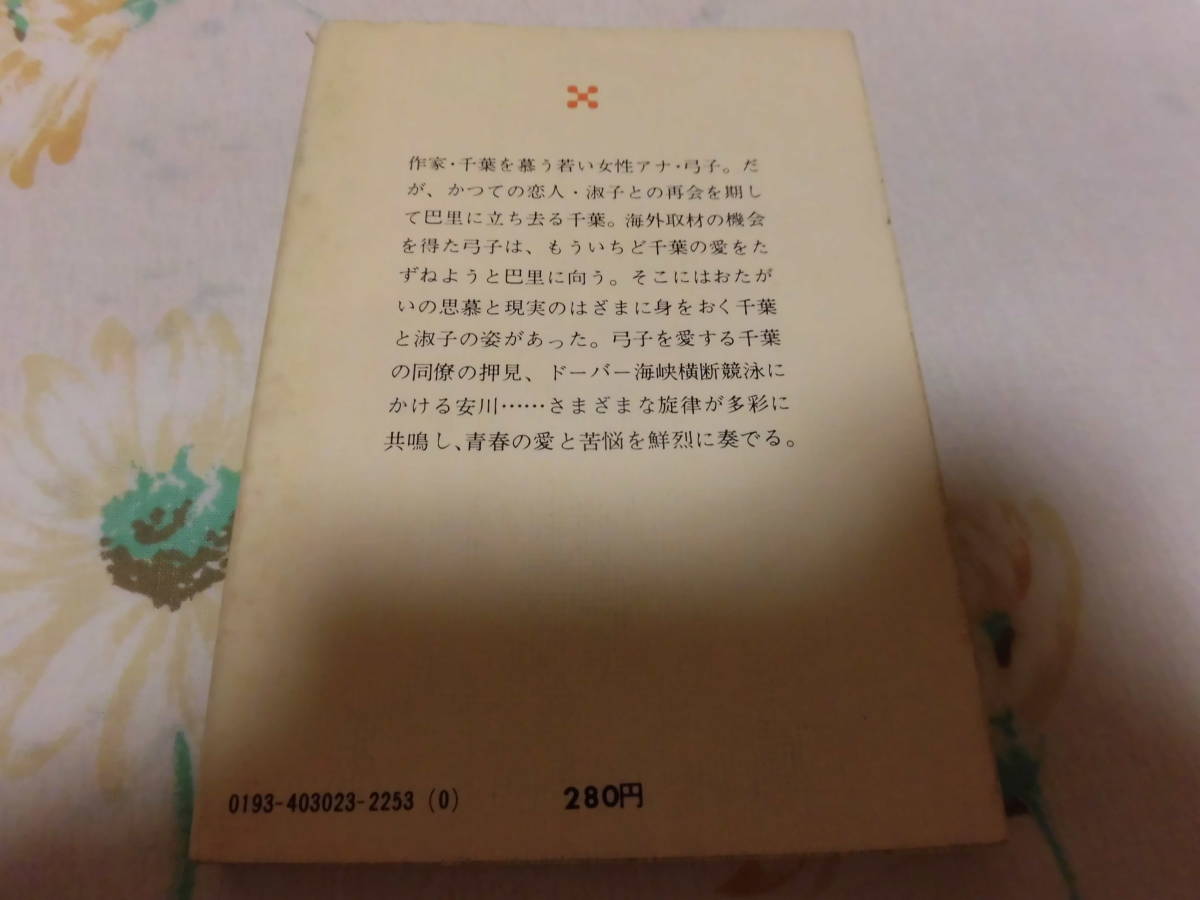 作家・千葉を慕う若い女性アナ・弓子。だ
が、かつての恋人・淑子との再会を期し
て巴里に立ち去る千葉。海外取材の機会
を得た弓子は、もういちど千葉の愛をた
ずねようと巴里に向う。そこにはおたが
いの思慕と現実のはざまに身をおく千葉
と淑子の姿があった。弓子を愛する千葉
の同僚の押見、ドーバー海峡横断競泳に
かける安川……さまざまな旋律が多彩に
共鳴し、青春の愛と苦悩を鮮烈に奏でる。
0193-403023-2253 (0)
280円